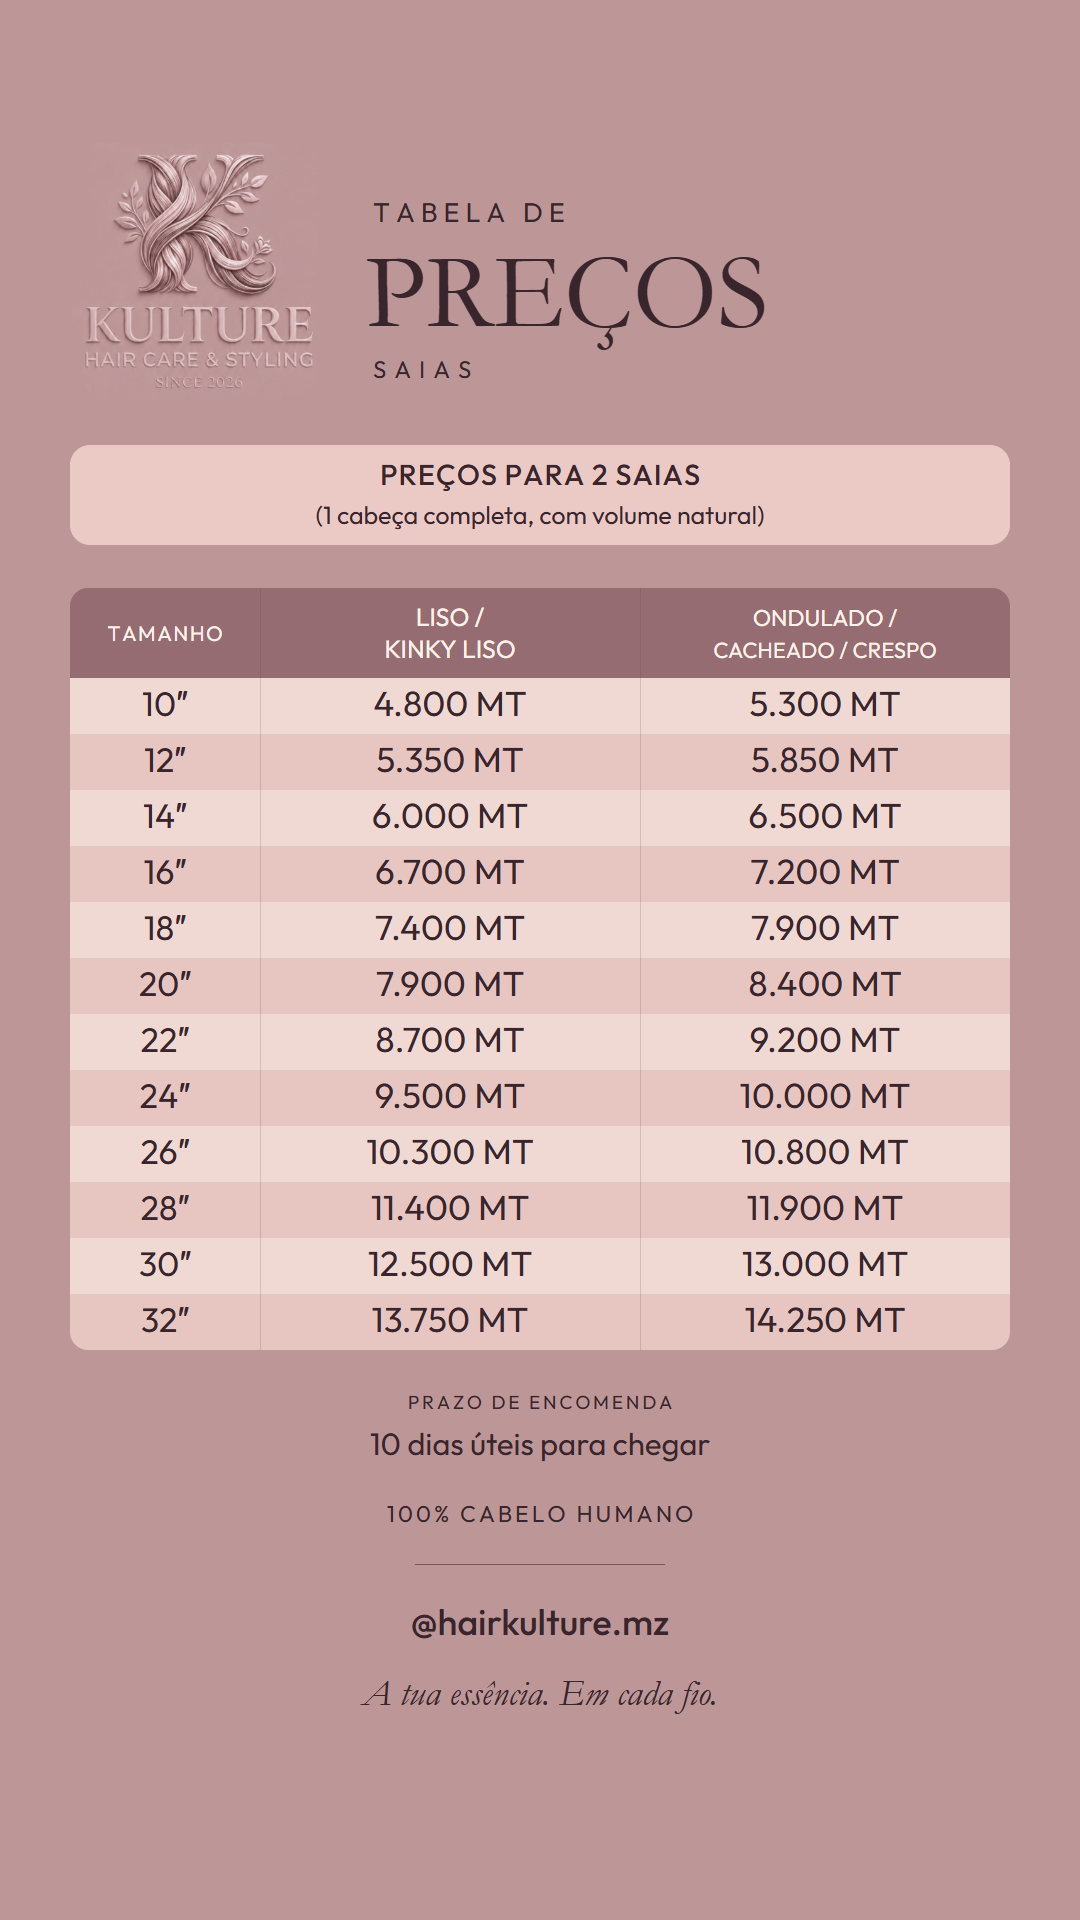 KULTURE
HAIR CARE & STYLING
SINCE 2026
TABELA DE
PREÇOS
SAIAS
PREÇOS PARA 2 SAIAS
(1 cabeça completa, com volume natural)
TAMANHO LISO / KINKY LISO ONDULADO / CACHEADO / CRESPO
10" 4.800 MT 5.300 MT
12" 5.350 MT 5.850 MT
14" 6.000 MT 6.500 MT
16" 6.700 MT 7.200 MT
18" 7.400 MT 7.900 MT
20" 7.900 MT 8.400 MT
22" 8.700 MT 9.200 MT
24" 9.500 MT 10.000 MT
26" 10.300 MT 10.800 MT
28" 11.400 MT 11.900 MT
30" 12.500 MT 13.000 MT
32" 13.750 MT 14.250 MT
PRAZO DE ENCOMENDA
10 dias úteis para chegar
100% CABELO HUMANO
@hairkulture.mz
A tua essência. Em cada fio.